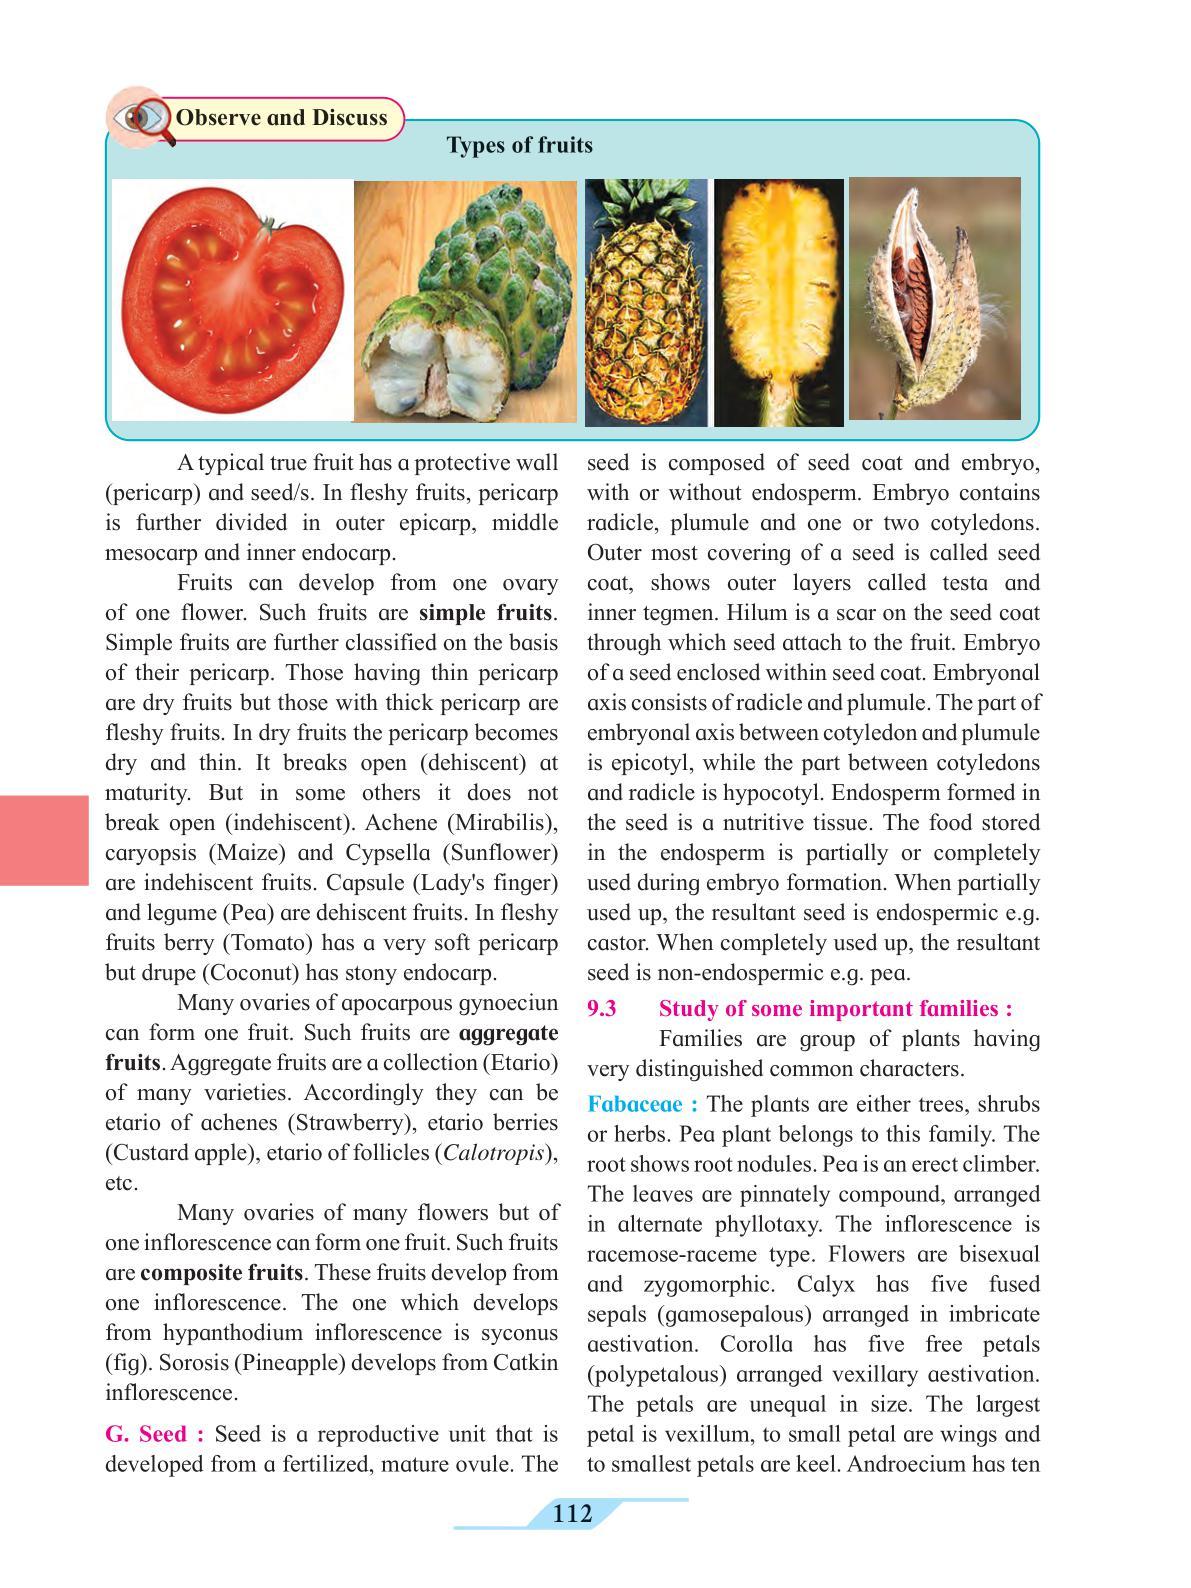 Observe and Discuss
Types of fruits
A typical true fruit has a protective wall
(pericarp) and seed/s. In fleshy fruits, pericarp
is further divided in outer epicarp, middle
mesocarp and inner endocarp.
Fruits can develop from one ovary
of one flower. Such fruits are simple fruits.
Simple fruits are further classified on the basis
of their pericarp. Those having thin pericarp
are dry fruits but those with thick pericarp are
fleshy fruits. In dry fruits the pericarp becomes
dry and thin. It breaks open (dehiscent) at
maturity. But in some others it does not
break open (indehiscent). Achene (Mirabilis),
caryopsis (Maize) and Cypsella (Sunflower)
are indehiscent fruits. Capsule (Lady's finger)
and legume (Pea) are dehiscent fruits. In fleshy
fruits berry (Tomato) has a very soft pericarp
but drupe (Coconut) has stony endocarp.
Many ovaries of apocarpous gynoeciun
can form one fruit. Such fruits are aggregate
fruits. Aggregate fruits are a collection (Etario)
of many varieties. Accordingly they can be
etario of achenes (Strawberry), etario berries
(Custard apple), etario of follicles (Calotropis),
etc.
Many ovaries of many flowers but of
one inflorescence can form one fruit. Such fruits
are composite fruits. These fruits develop from
one inflorescence. The one which develops
from hypanthodium inflorescence is syconus
(fig). Sorosis (Pineapple) develops from Catkin
inflorescence.
G. Seed : Seed is a reproductive unit that is
developed from a fertilized, mature ovule. The
seed is composed of seed coat and embryo,
with or without endosperm. Embryo contains
radicle, plumule and one or two cotyledons.
Outer most covering of a seed is called seed
coat, shows outer layers called testa and
inner tegmen. Hilum is a scar on the seed coat
through which seed attach to the fruit. Embryo
of a seed enclosed within seed coat. Embryonal
axis consists of radicle and plumule. The part of
embryonal axis between cotyledon and plumule
is epicotyl, while the part between cotyledons
and radicle is hypocotyl. Endosperm formed in
the seed is a nutritive tissue. The food stored
in the endosperm is partially or completely
used during embryo formation. When partially
used up, the resultant seed is endospermic e.g.
castor. When completely used up, the resultant
seed is non-endospermic e.g. pea.
9.3 Study of some important families :
Families are group of plants having
very distinguished common characters.
Fabaceae : The plants are either trees, shrubs
or herbs. Pea plant belongs to this family. The
root shows root nodules. Pea is an erect climber.
The leaves are pinnately compound, arranged
in alternate phyllotaxy. The inflorescence is
racemose-raceme type. Flowers are bisexual
and zygomorphic. Calyx has five fused
sepals (gamosepalous) arranged in imbricate
aestivation. Corolla has five free petals
(polypetalous) arranged vexillary aestivation.
The petals are unequal in size. The largest
petal is vexillum, to small petal are wings and
to smallest petals are keel. Androecium has ten
112